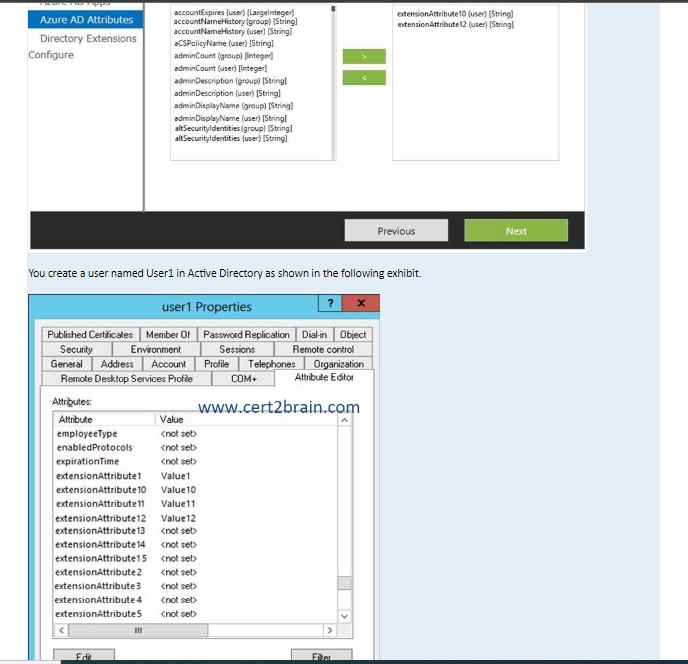 Azure AD Apps
Azure AD Attributes
Directory Extensions
Configure
accountExpires (user) [LargeInteger]
accountNameHistory (group) [String]
accountNameHistory (user) [String]
aCSPolicyName (user) [String]
adminCount (group) [Integer]
adminCount (user) [Integer]
adminDescription (group) [String]
adminDescription (user) [String]
adminDisplayName (group) [String]
adminDisplayName (user) [String]
altSecurityIdentities (group) [String]
altSecurityIdentities (user) [String]
>
<
extensionAttribute10 (user) [String]
extensionAttribute12 (user) [String]
Previous
Next
You create a user named User1 in Active Directory as shown in the following exhibit.
user1 Properties
? x
Published Certificates Member Of Password Replication Dial-in Object
Security Environment Sessions Remote control
General Address Account Profile Telephones Organization
Remote Desktop Services Profile COM+ Attribute Editor
Attributes:
www.cert2brain.com
Attribute Value
employeeType <not set>
enabledProtocols <not set>
expirationTime <not set>
extensionAttribute1 Value1
extensionAttribute10 Value10
extensionAttribute11 Value11
extensionAttribute12 Value12
extensionAttribute13 <not set>
extensionAttribute14 <not set>
extensionAttribute15 <not set>
extensionAttribute2 <not set>
extensionAttribute3 <not set>
extensionAttribute4 <not set>
extensionAttribute5 <not set>
Edit Filter